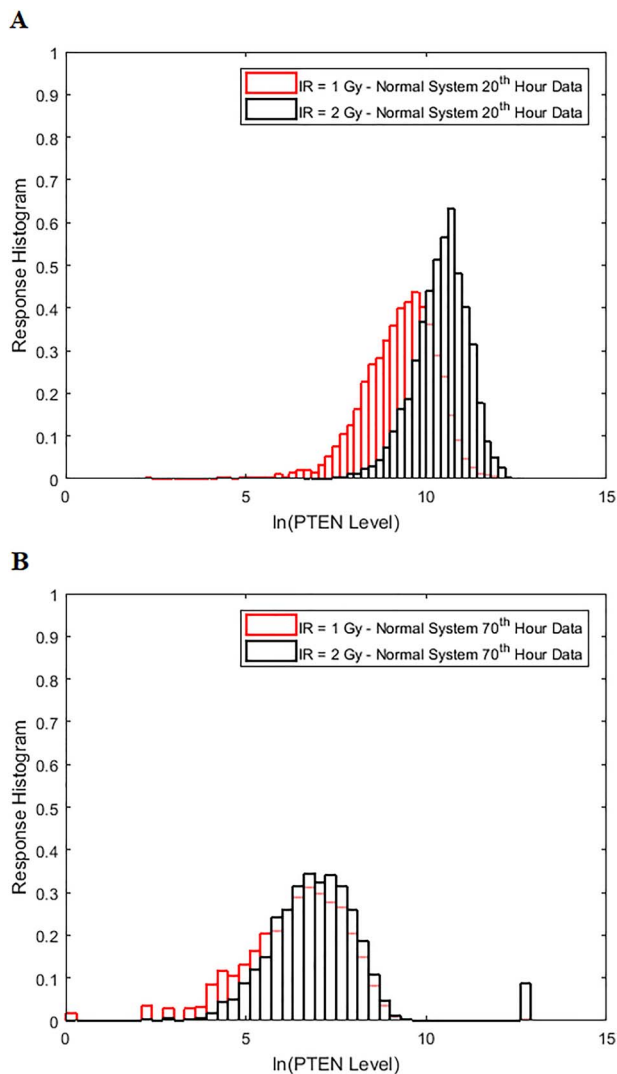 A
1
0.9
0.8
0.7
0.6
0.5
0.4
0.3
0.2
0.1
0
Response Histogram
IR = 1 Gy - Normal System 20th Hour Data
IR = 2 Gy - Normal System 20th Hour Data
0 5 10 15
ln(PTEN Level)
B
1
0.9
0.8
0.7
0.6
0.5
0.4
0.3
0.2
0.1
0
Response Histogram
IR = 1 Gy - Normal System 70th Hour Data
IR = 2 Gy - Normal System 70th Hour Data
0 5 10 15
ln(PTEN Level)